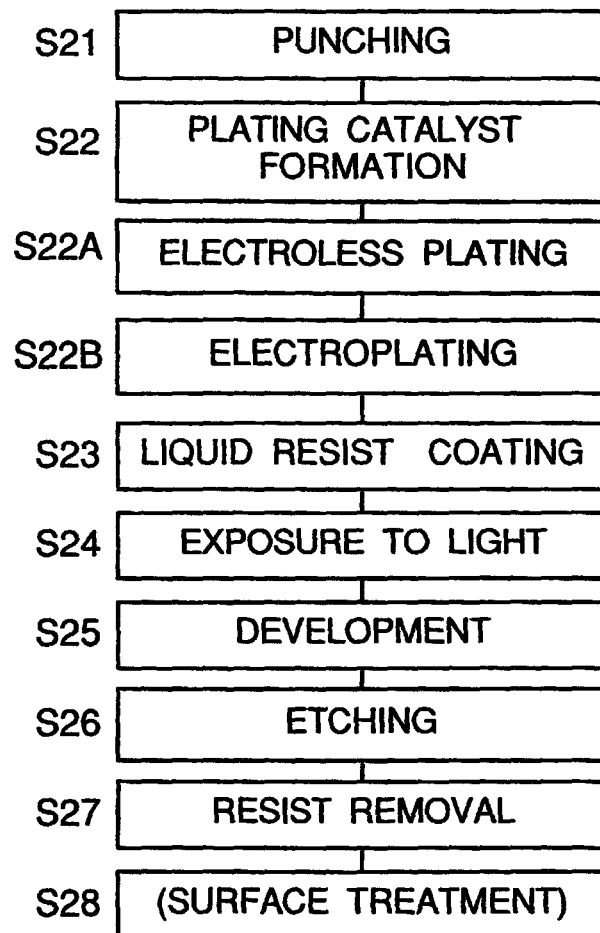 S21 PUNCHING
S22 PLATING CATALYST
FORMATION
S22A ELECTROLESS PLATING
S22B ELECTROPLATING
S23 LIQUID RESIST COATING
S24 EXPOSURE TO LIGHT
S25 DEVELOPMENT
S26 ETCHING
S27 RESIST REMOVAL
S28 (SURFACE TREATMENT)